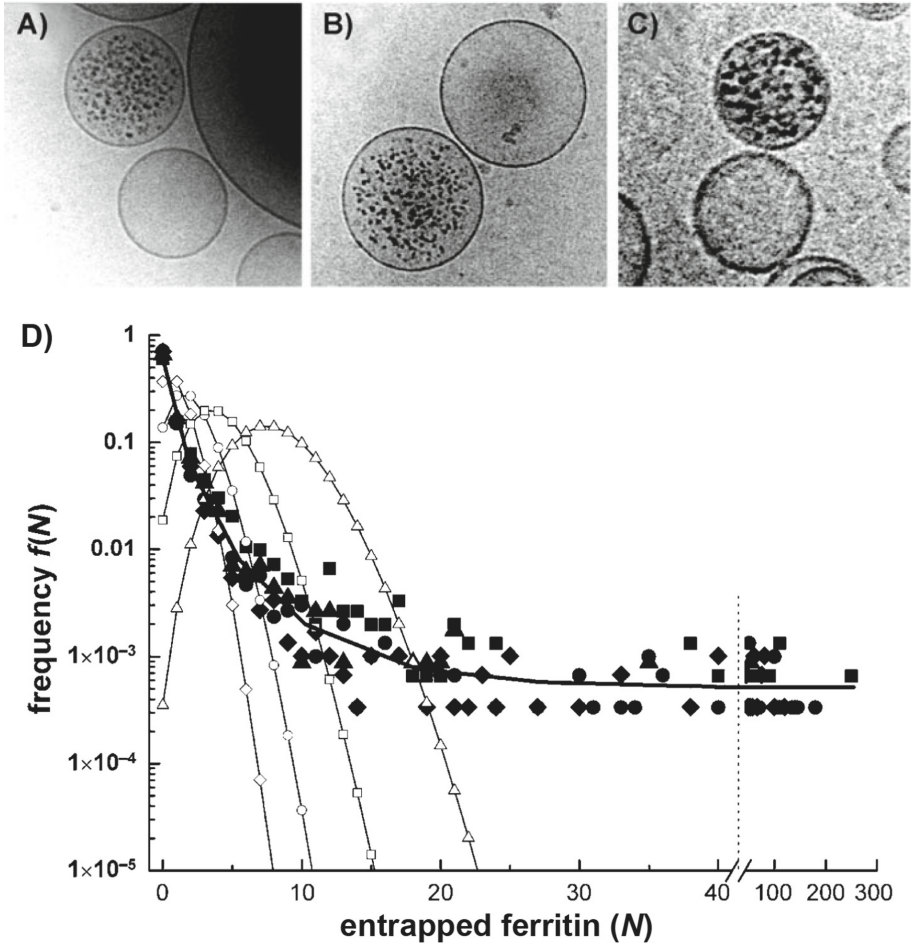 A)
B)
C)
D)
frequency f(N)
1
0.1
0.01
1×10⁻³
1×10⁻⁴
1×10⁻⁵
0 10 20 30 40 100 200 300
entrapped ferritin (N)